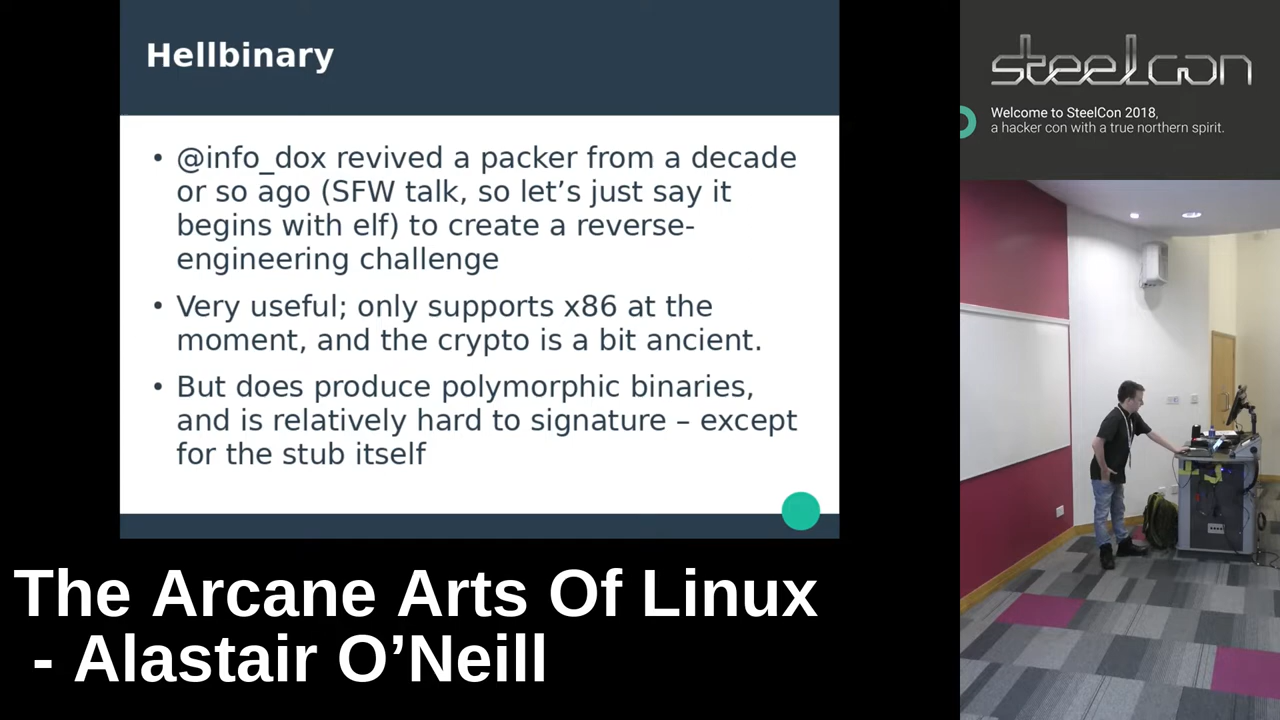 Hellbinary
• @info_dox revived a packer from a decade
or so ago (SFW talk, so let’s just say it
begins with elf) to create a reverse-
engineering challenge
• Very useful; only supports x86 at the
moment, and the crypto is a bit ancient.
• But does produce polymorphic binaries,
and is relatively hard to signature – except
for the stub itself
The Arcane Arts Of Linux
- Alastair O’Neill
steelcon
Welcome to SteelCon 2018,
a hacker con with a true northern spirit.